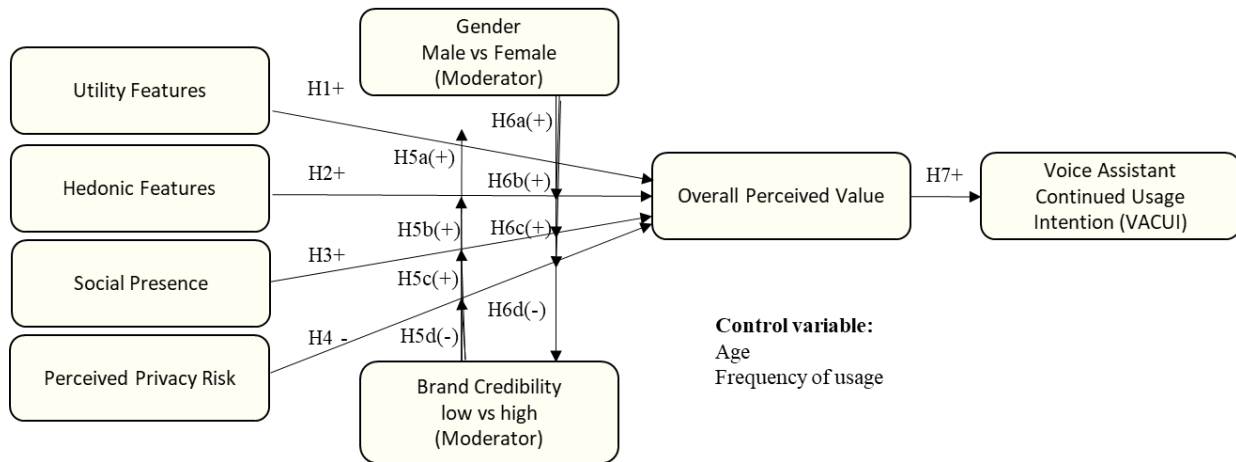 Gender
Male vs Female
(Moderator)
Utility Features
H1+
H6a(+)
H5a(+)
Hedonic Features
H2+
H6b(+)
Overall Perceived Value
H7+
Voice Assistant
Continued Usage
Intention (VACUI)
H5b(+)
H6c(+)
Social Presence
H3+
H5c(+)
H6d(-)
H4 -
H5d(-)
Perceived Privacy Risk
Brand Credibility
low vs high
(Moderator)
Control variable:
Age
Frequency of usage